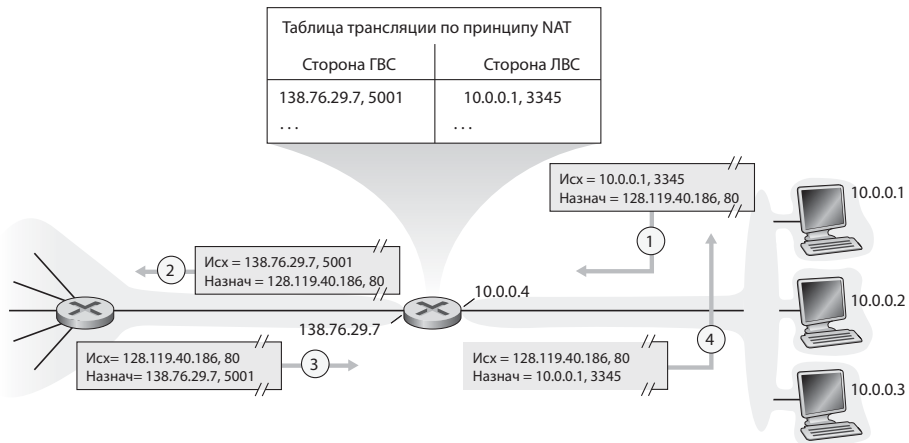 Таблица трансляции по принципу NAT
Сторона ГВС
Сторона ЛВС
138.76.29.7, 5001
10.0.0.1, 3345
. . .
. . .
Исх = 10.0.0.1, 3345
Назнач = 128.119.40.186, 80
10.0.0.1
1
2
Исх = 138.76.29.7, 5001
Назнач = 128.119.40.186, 80
10.0.0.4
10.0.0.2
138.76.29.7
4
Исх= 128.119.40.186, 80
Назнач= 138.76.29.7, 5001
3
Исх = 128.119.40.186, 80
Назнач = 10.0.0.1, 3345
10.0.0.3